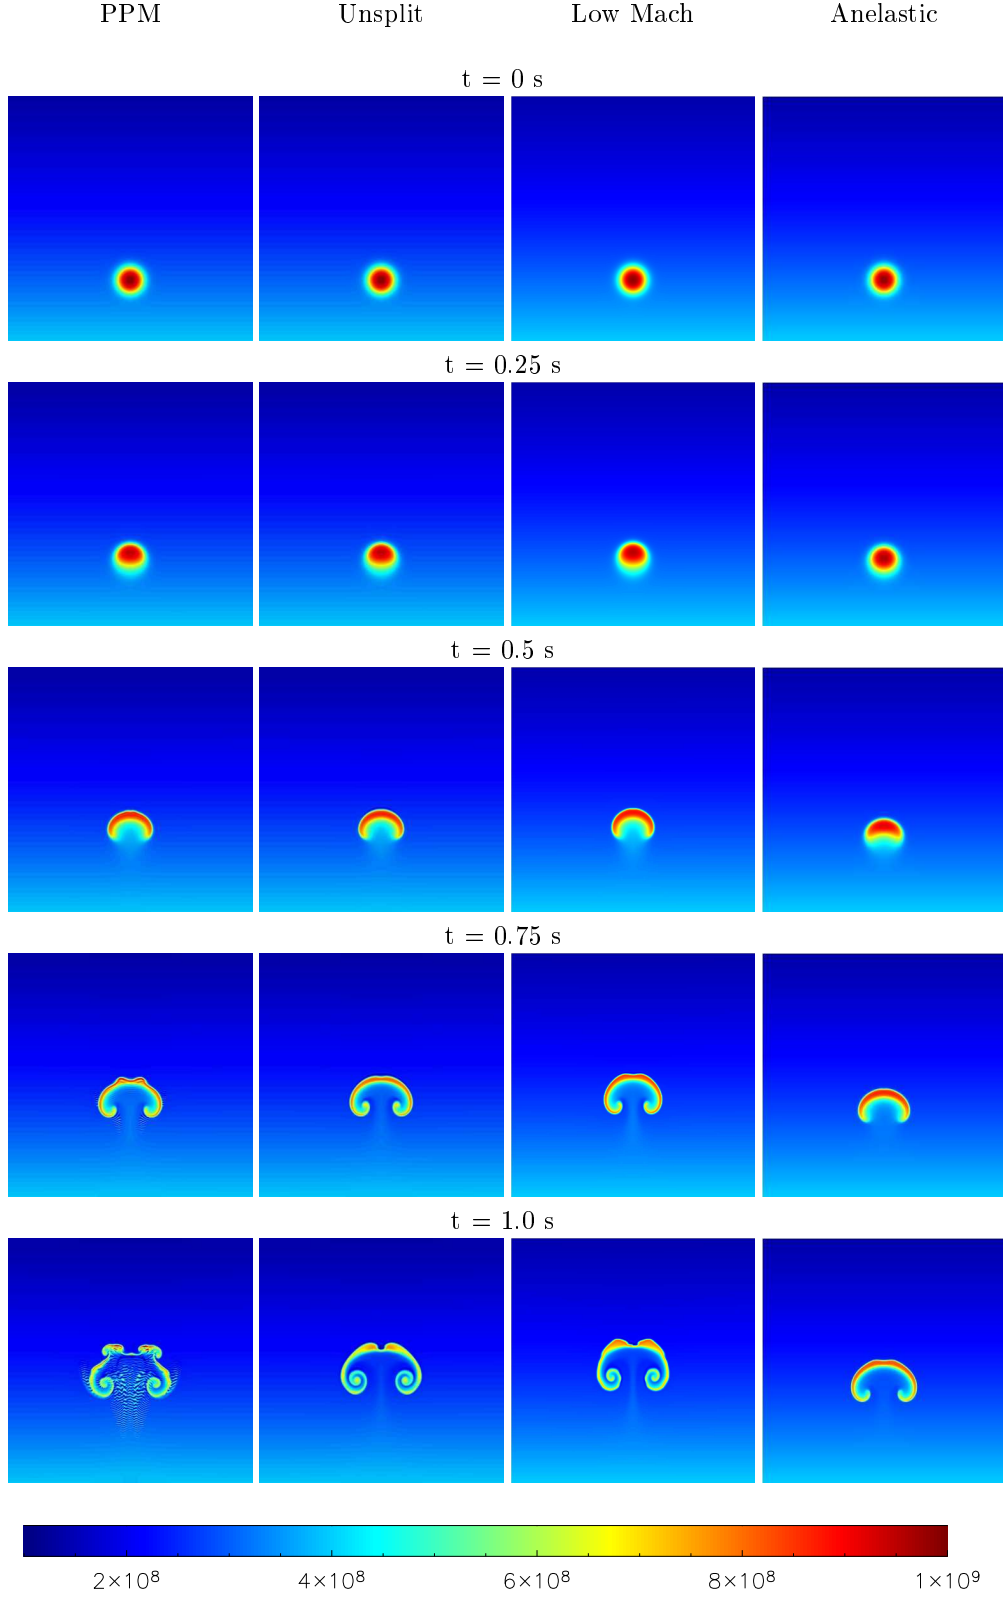 PPM Unsplit Low Mach Anelastic
t = 0 s
t = 0.25 s
t = 0.5 s
t = 0.75 s
t = 1.0 s
2×10⁸ 4×10⁸ 6×10⁸ 8×10⁸ 1×10⁹